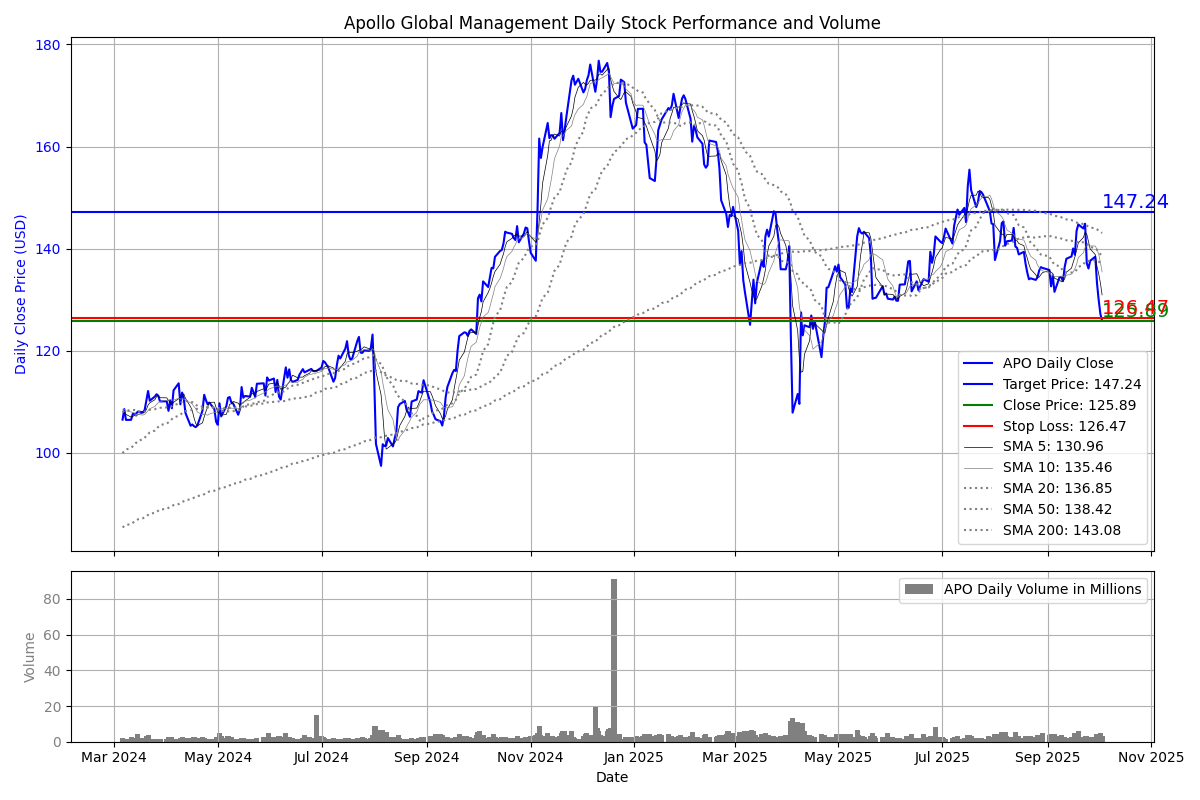 Apollo Global Management Daily Stock Performance and Volume
Daily Close Price (USD)
180
160
140
120
100
147.24
126.47
125.89
APO Daily Close
Target Price: 147.24
Close Price: 125.89
Stop Loss: 126.47
SMA 5: 130.96
SMA 10: 135.46
SMA 20: 136.85
SMA 50: 138.42
SMA 200: 143.08
Volume
80
60
40
20
0
APO Daily Volume in Millions
Mar 2024 May 2024 Jul 2024 Sep 2024 Nov 2024 Jan 2025 Mar 2025 May 2025 Jul 2025 Sep 2025 Nov 2025
Date